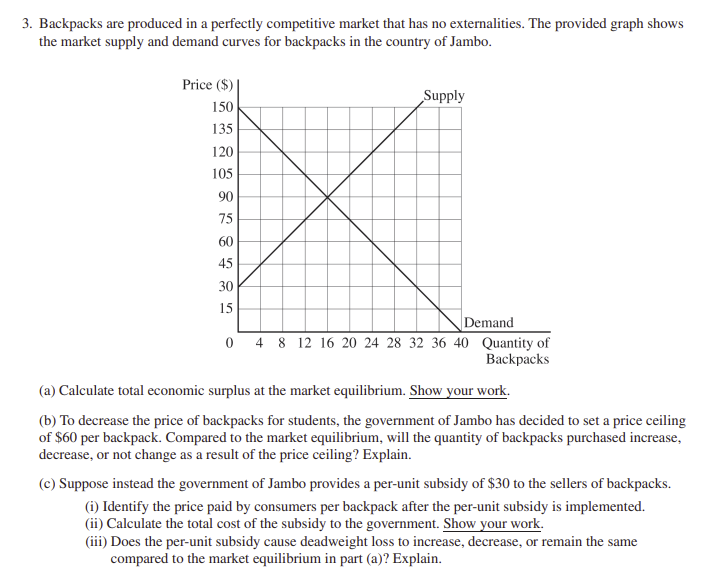 3. Backpacks are produced in a perfectly competitive market that has no externalities. The provided graph shows
the market supply and demand curves for backpacks in the country of Jambo.
Price ($)
Supply
150
135
120
105
90
75
60
45
30
15
Demand
0 4 8 12 16 20 24 28 32 36 40 Quantity of
Backpacks
(a) Calculate total economic surplus at the market equilibrium. Show your work.
(b) To decrease the price of backpacks for students, the government of Jambo has decided to set a price ceiling
of $60 per backpack. Compared to the market equilibrium, will the quantity of backpacks purchased increase,
decrease, or not change as a result of the price ceiling? Explain.
(c) Suppose instead the government of Jambo provides a per-unit subsidy of $30 to the sellers of backpacks.
(i) Identify the price paid by consumers per backpack after the per-unit subsidy is implemented.
(ii) Calculate the total cost of the subsidy to the government. Show your work.
(iii) Does the per-unit subsidy cause deadweight loss to increase, decrease, or remain the same
compared to the market equilibrium in part (a)? Explain.